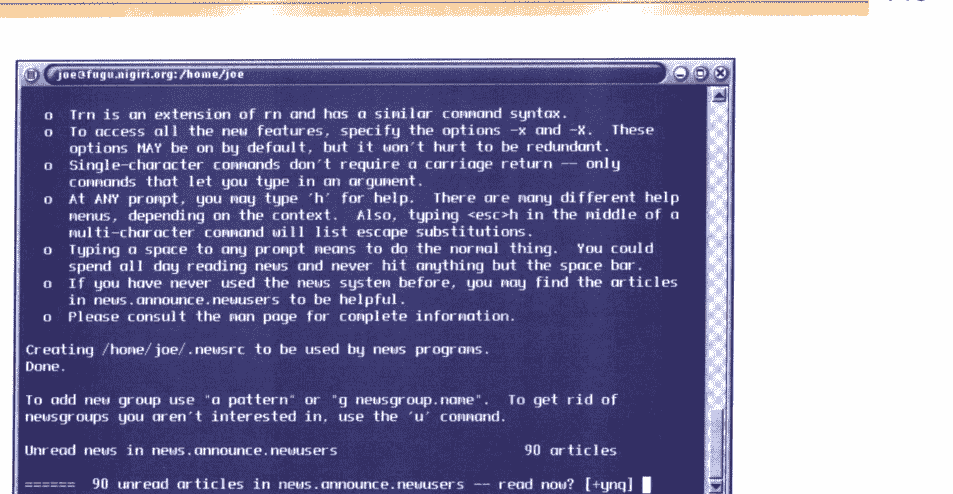 joe@fugu.nigiri.org:/home/joe
o Trn is an extension of rn and has a similar command syntax.
o To access all the new features, specify the options -x and -X. These
options MAY be on by default, but it won't hurt to be redundant.
o Single-character commands don't require a carriage return -- only
commands that let you type in an argument.
o At ANY prompt, you may type 'h' for help. There are many different help
menus, depending on the context. Also, typing <esc>h in the middle of a
multi-character command will list escape substitutions.
o Typing a space to any prompt means to do the normal thing. You could
spend all day reading news and never hit anything but the space bar.
o If you have never used the news system before, you may find the articles
in news.announce.newusers to be helpful.
o Please consult the man page for complete information.
Creating /home/joe/.newsrc to be used by news programs.
Done.
To add new group use "a pattern" or "g newsgroup.name". To get rid of
newsgroups you aren't interested in, use the 'u' command.
Unread news in news.announce.newusers 90 articles
====== 90 unread articles in news.announce.newusers -- read now? [+ynq]